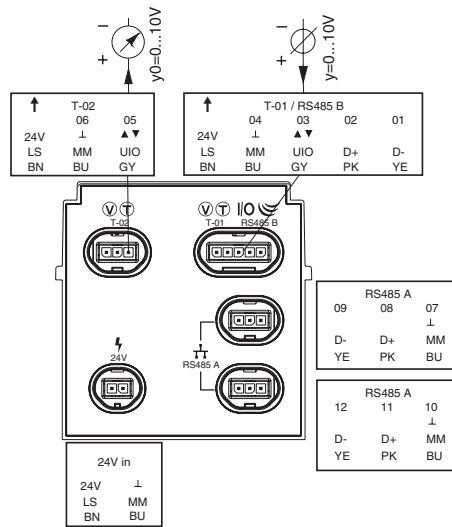 − +
y0=0...10V
− +
y=0...10V
↑ T-02
06 05
24V ⊥ ▲▼
LS MM UIO
BN BU GY
↑ T-01 / RS485 B
04 03 02 01
24V ⊥ ▲▼
LS MM UIO D+ D-
BN BU GY PK YE
V T
T-02
V T I/O
T-01 RS485 B
24V
RS485 A
RS485 A
09 08 07
⊥
D- D+ MM
YE PK BU
RS485 A
12 11 10
⊥
D- D+ MM
YE PK BU
24V in
24V ⊥
LS MM
BN BU